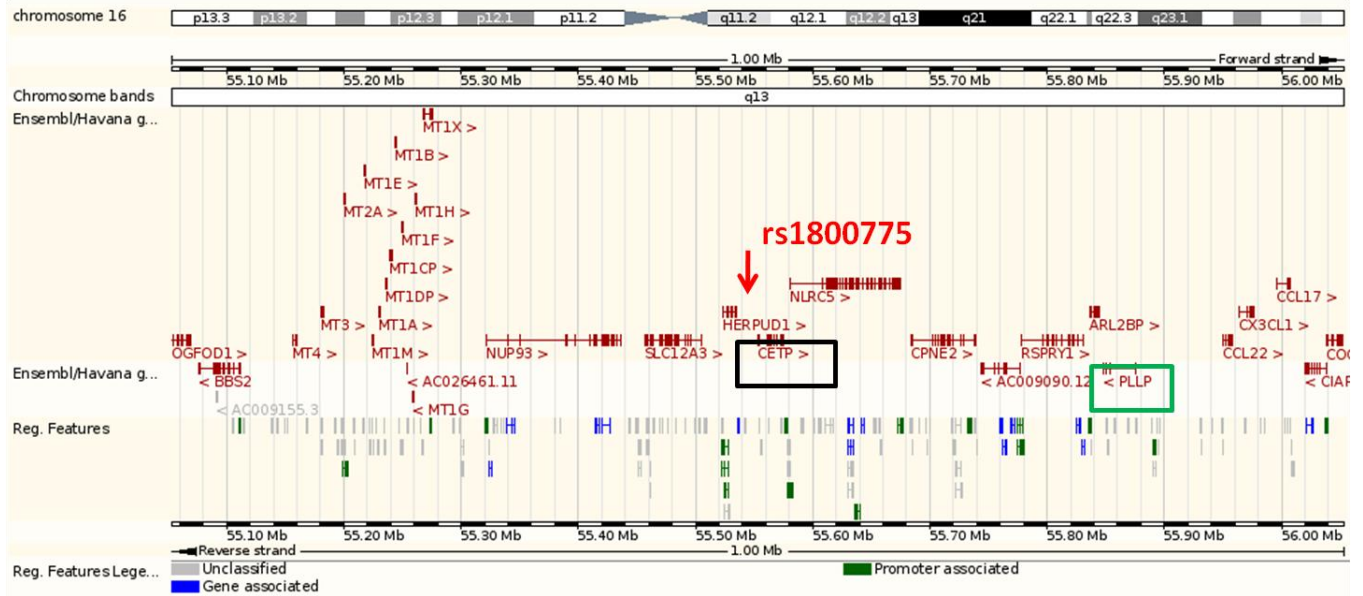 chromosome 16
p13.3 p13.2 p12.3 p12.1 p11.2 q11.2 q12.1 q12.2 q13 q21 q22.1 q22.3 q23.1
1.00 Mb Forward strand
55.10 Mb 55.20 Mb 55.30 Mb 55.40 Mb 55.50 Mb 55.60 Mb 55.70 Mb 55.80 Mb 55.90 Mb 56.00 Mb
Chromosome bands q13
Ensembl/Havana g...
MT1X >
MT1B >
MT1E >
MT2A > MT1H >
MT1F >
rs1800775
MT1CP >
MT1DP > NLRC5 > CCL17 >
MT3 > MT1A > HERPUD1 > ARL2BP > CX3CL1 >
OGFOD1 > MT4 > MT1M > NUP93 > SLC12A3 > CETP > CPNE2 > RSPRY1 > CCL22 > COQ
Ensembl/Havana g...
< BBS2 < AC026461.11 < AC009090.12 < PLLP < CIAP
< AC009155.3 < MT1G
Reg. Features
55.10 Mb 55.20 Mb 55.30 Mb 55.40 Mb 55.50 Mb 55.60 Mb 55.70 Mb 55.80 Mb 55.90 Mb 56.00 Mb
Reverse strand 1.00 Mb
Reg. Features Lege... Unclassified Promoter associated
Gene associated